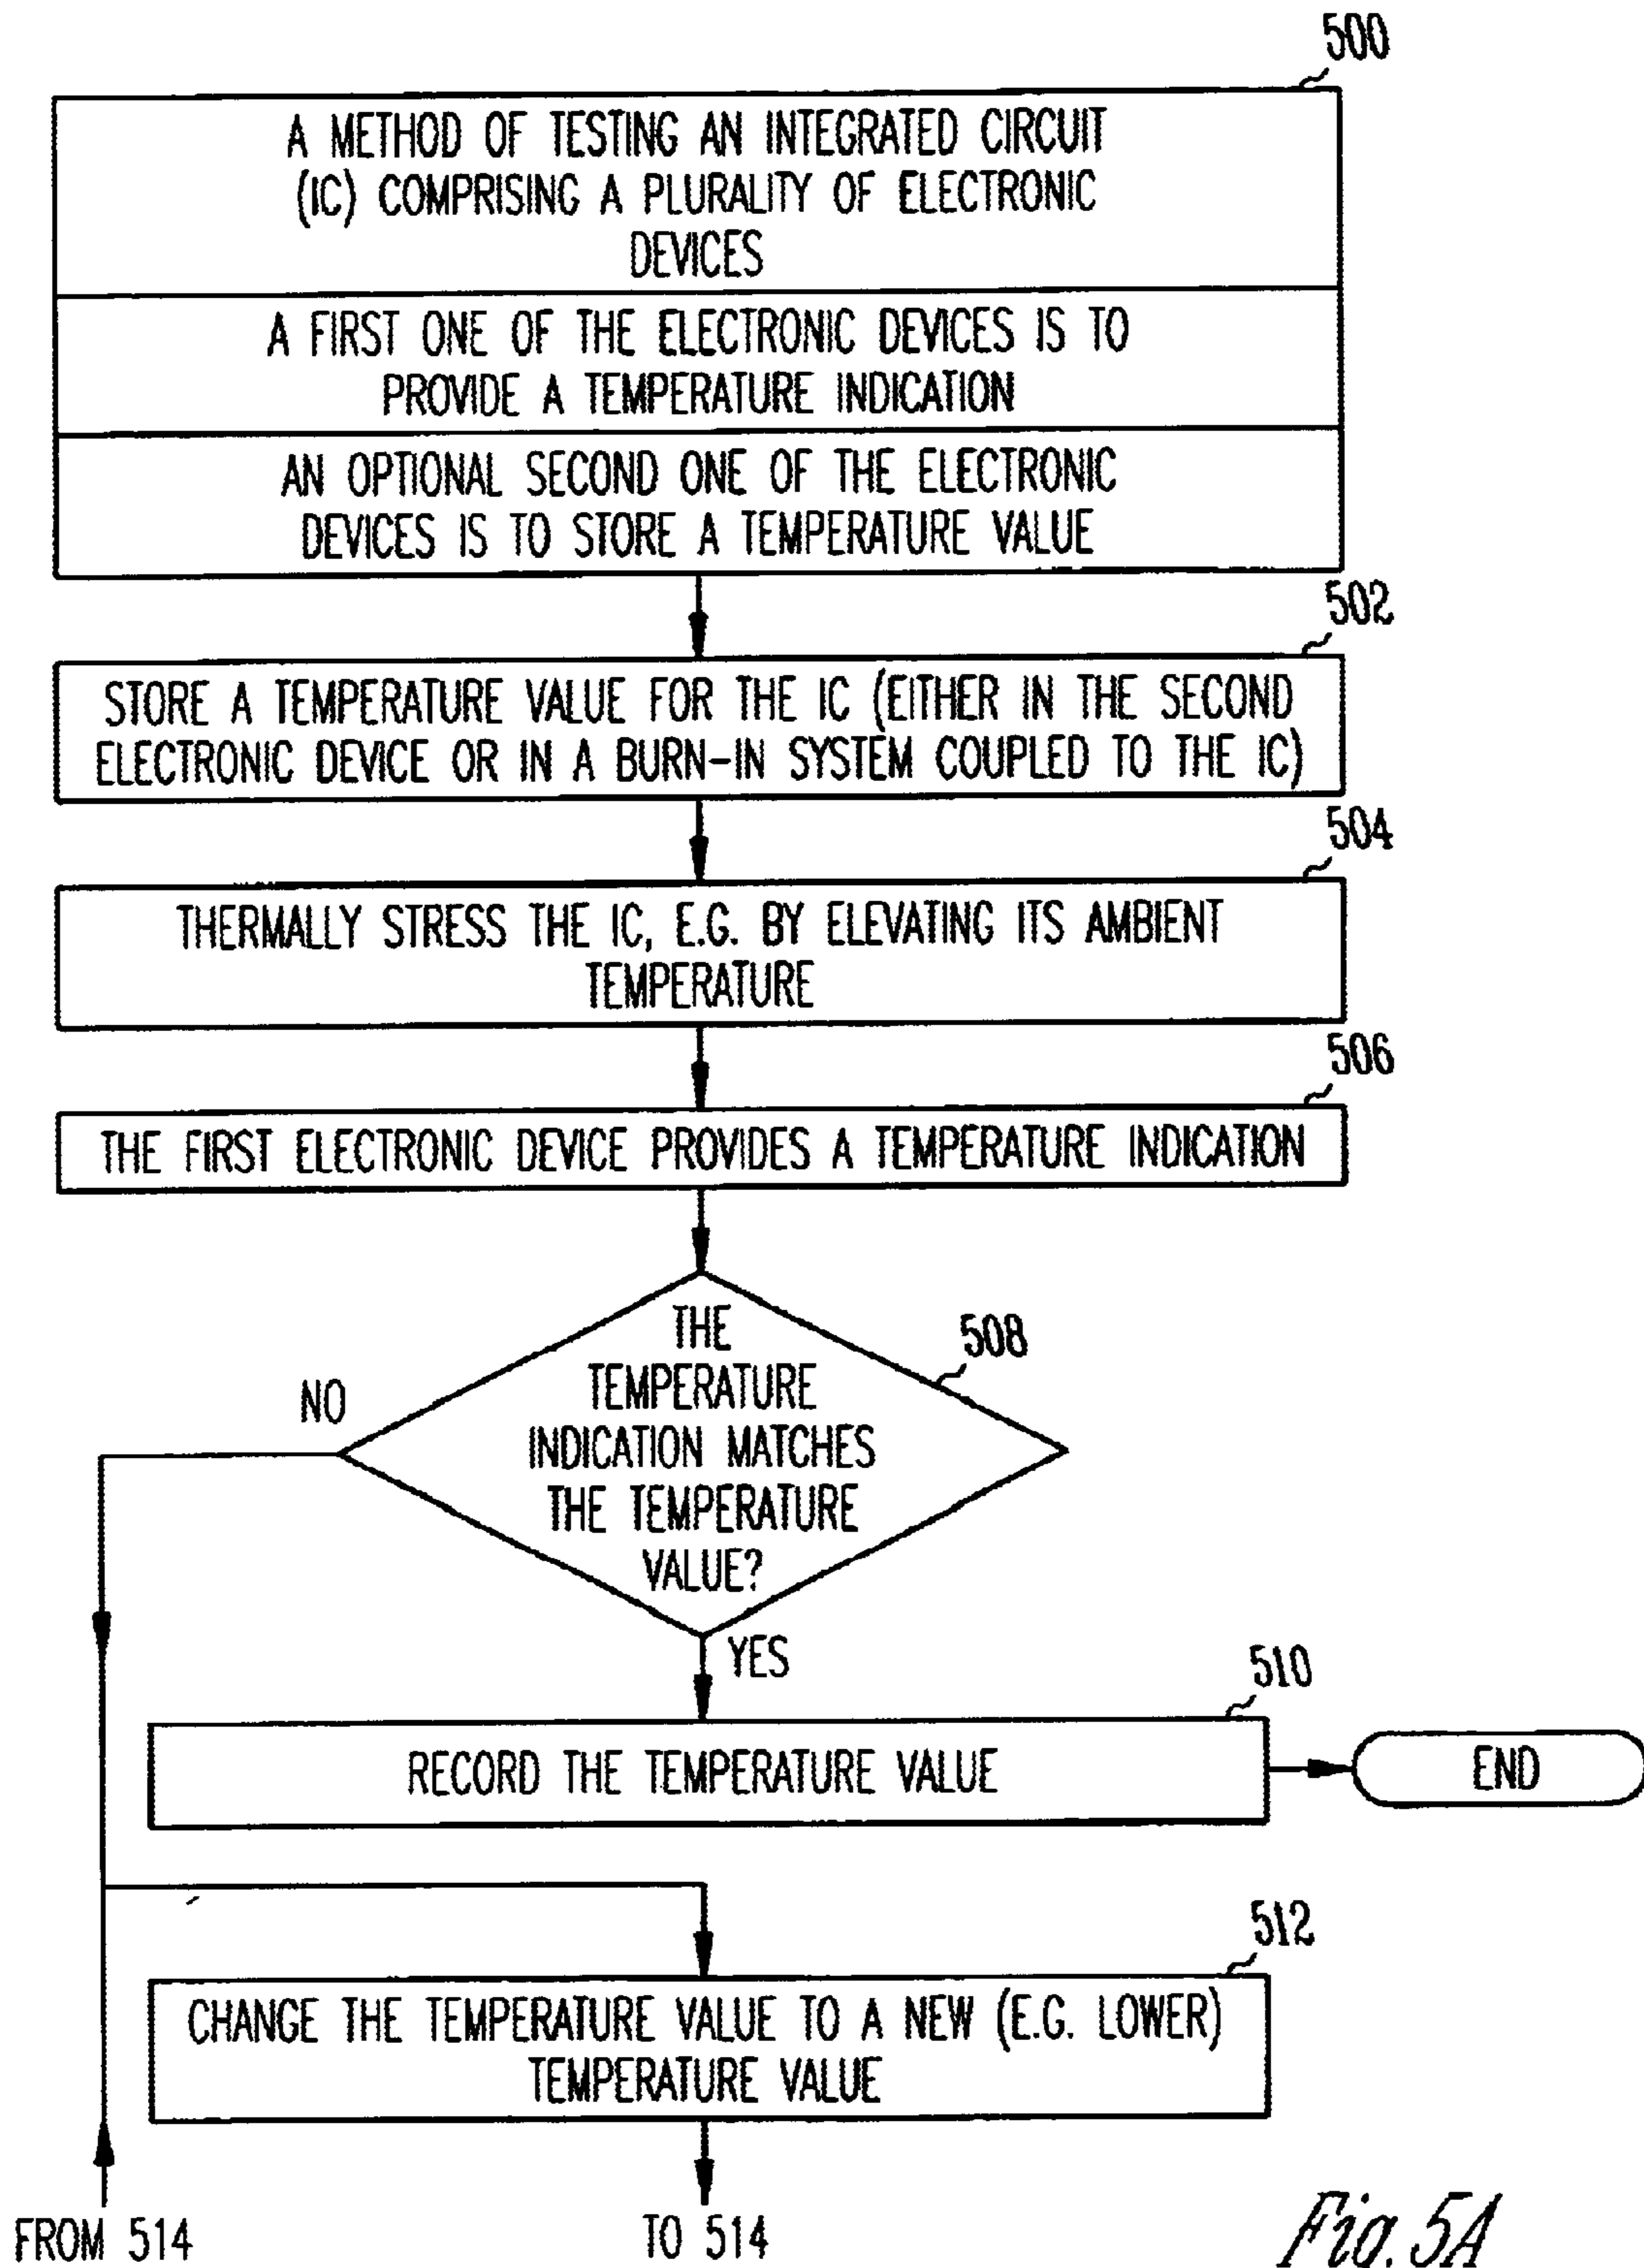 500
A METHOD OF TESTING AN INTEGRATED CIRCUIT
(IC) COMPRISING A PLURALITY OF ELECTRONIC
DEVICES
A FIRST ONE OF THE ELECTRONIC DEVICES IS TO
PROVIDE A TEMPERATURE INDICATION
AN OPTIONAL SECOND ONE OF THE ELECTRONIC
DEVICES IS TO STORE A TEMPERATURE VALUE
502
STORE A TEMPERATURE VALUE FOR THE IC (EITHER IN THE SECOND
ELECTRONIC DEVICE OR IN A BURN-IN SYSTEM COUPLED TO THE IC)
504
THERMALLY STRESS THE IC, E.G. BY ELEVATING ITS AMBIENT
TEMPERATURE
506
THE FIRST ELECTRONIC DEVICE PROVIDES A TEMPERATURE INDICATION
508
THE
TEMPERATURE
INDICATION MATCHES
THE TEMPERATURE
VALUE?
NO
YES
510
RECORD THE TEMPERATURE VALUE
END
512
CHANGE THE TEMPERATURE VALUE TO A NEW (E.G. LOWER)
TEMPERATURE VALUE
FROM 514
TO 514
Fig. 5A